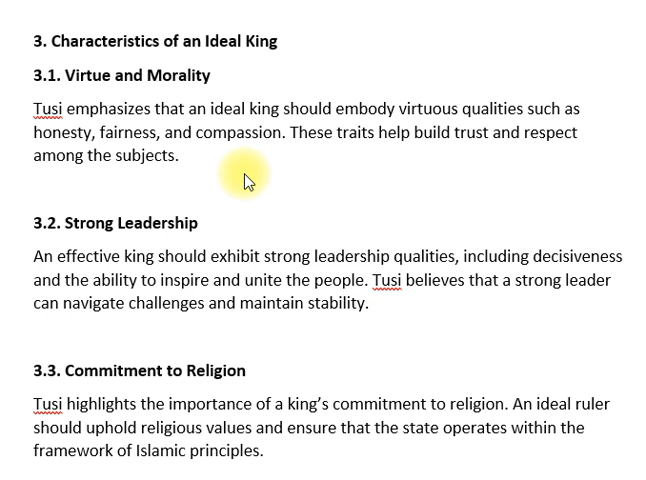 3. Characteristics of an Ideal King
3.1. Virtue and Morality
Tusi emphasizes that an ideal king should embody virtuous qualities such as
honesty, fairness, and compassion. These traits help build trust and respect
among the subjects.
3.2. Strong Leadership
An effective king should exhibit strong leadership qualities, including decisiveness
and the ability to inspire and unite the people. Tusi believes that a strong leader
can navigate challenges and maintain stability.
3.3. Commitment to Religion
Tusi highlights the importance of a king’s commitment to religion. An ideal ruler
should uphold religious values and ensure that the state operates within the
framework of Islamic principles.